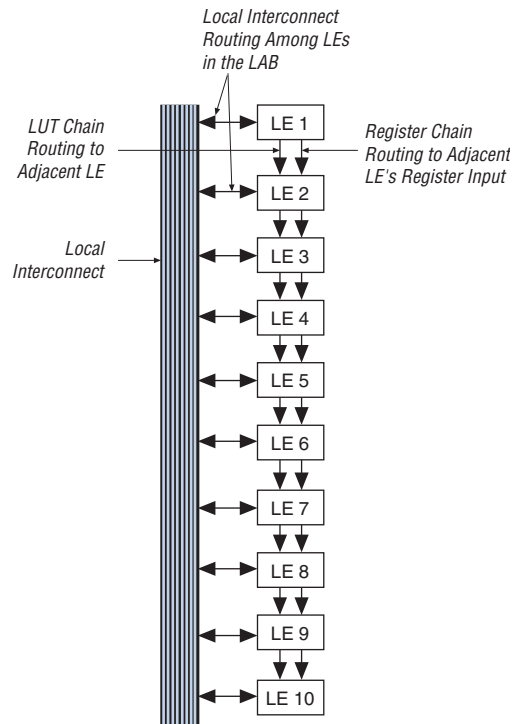 Local Interconnect
Routing Among LEs
in the LAB
LUT Chain
Routing to
Adjacent LE
Register Chain
Routing to Adjacent
LE's Register Input
Local
Interconnect
LE 1
LE 2
LE 3
LE 4
LE 5
LE 6
LE 7
LE 8
LE 9
LE 10